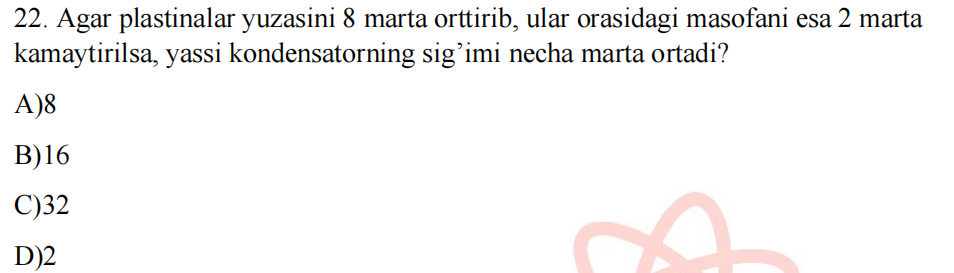 22. Agar plastinalar yuzasini 8 marta orttirib, ular orasidagi masofani esa 2 marta
kamaytirilsa, yassi kondensatorning sig’imi necha marta ortadi?
A)8
B)16
C)32
D)2